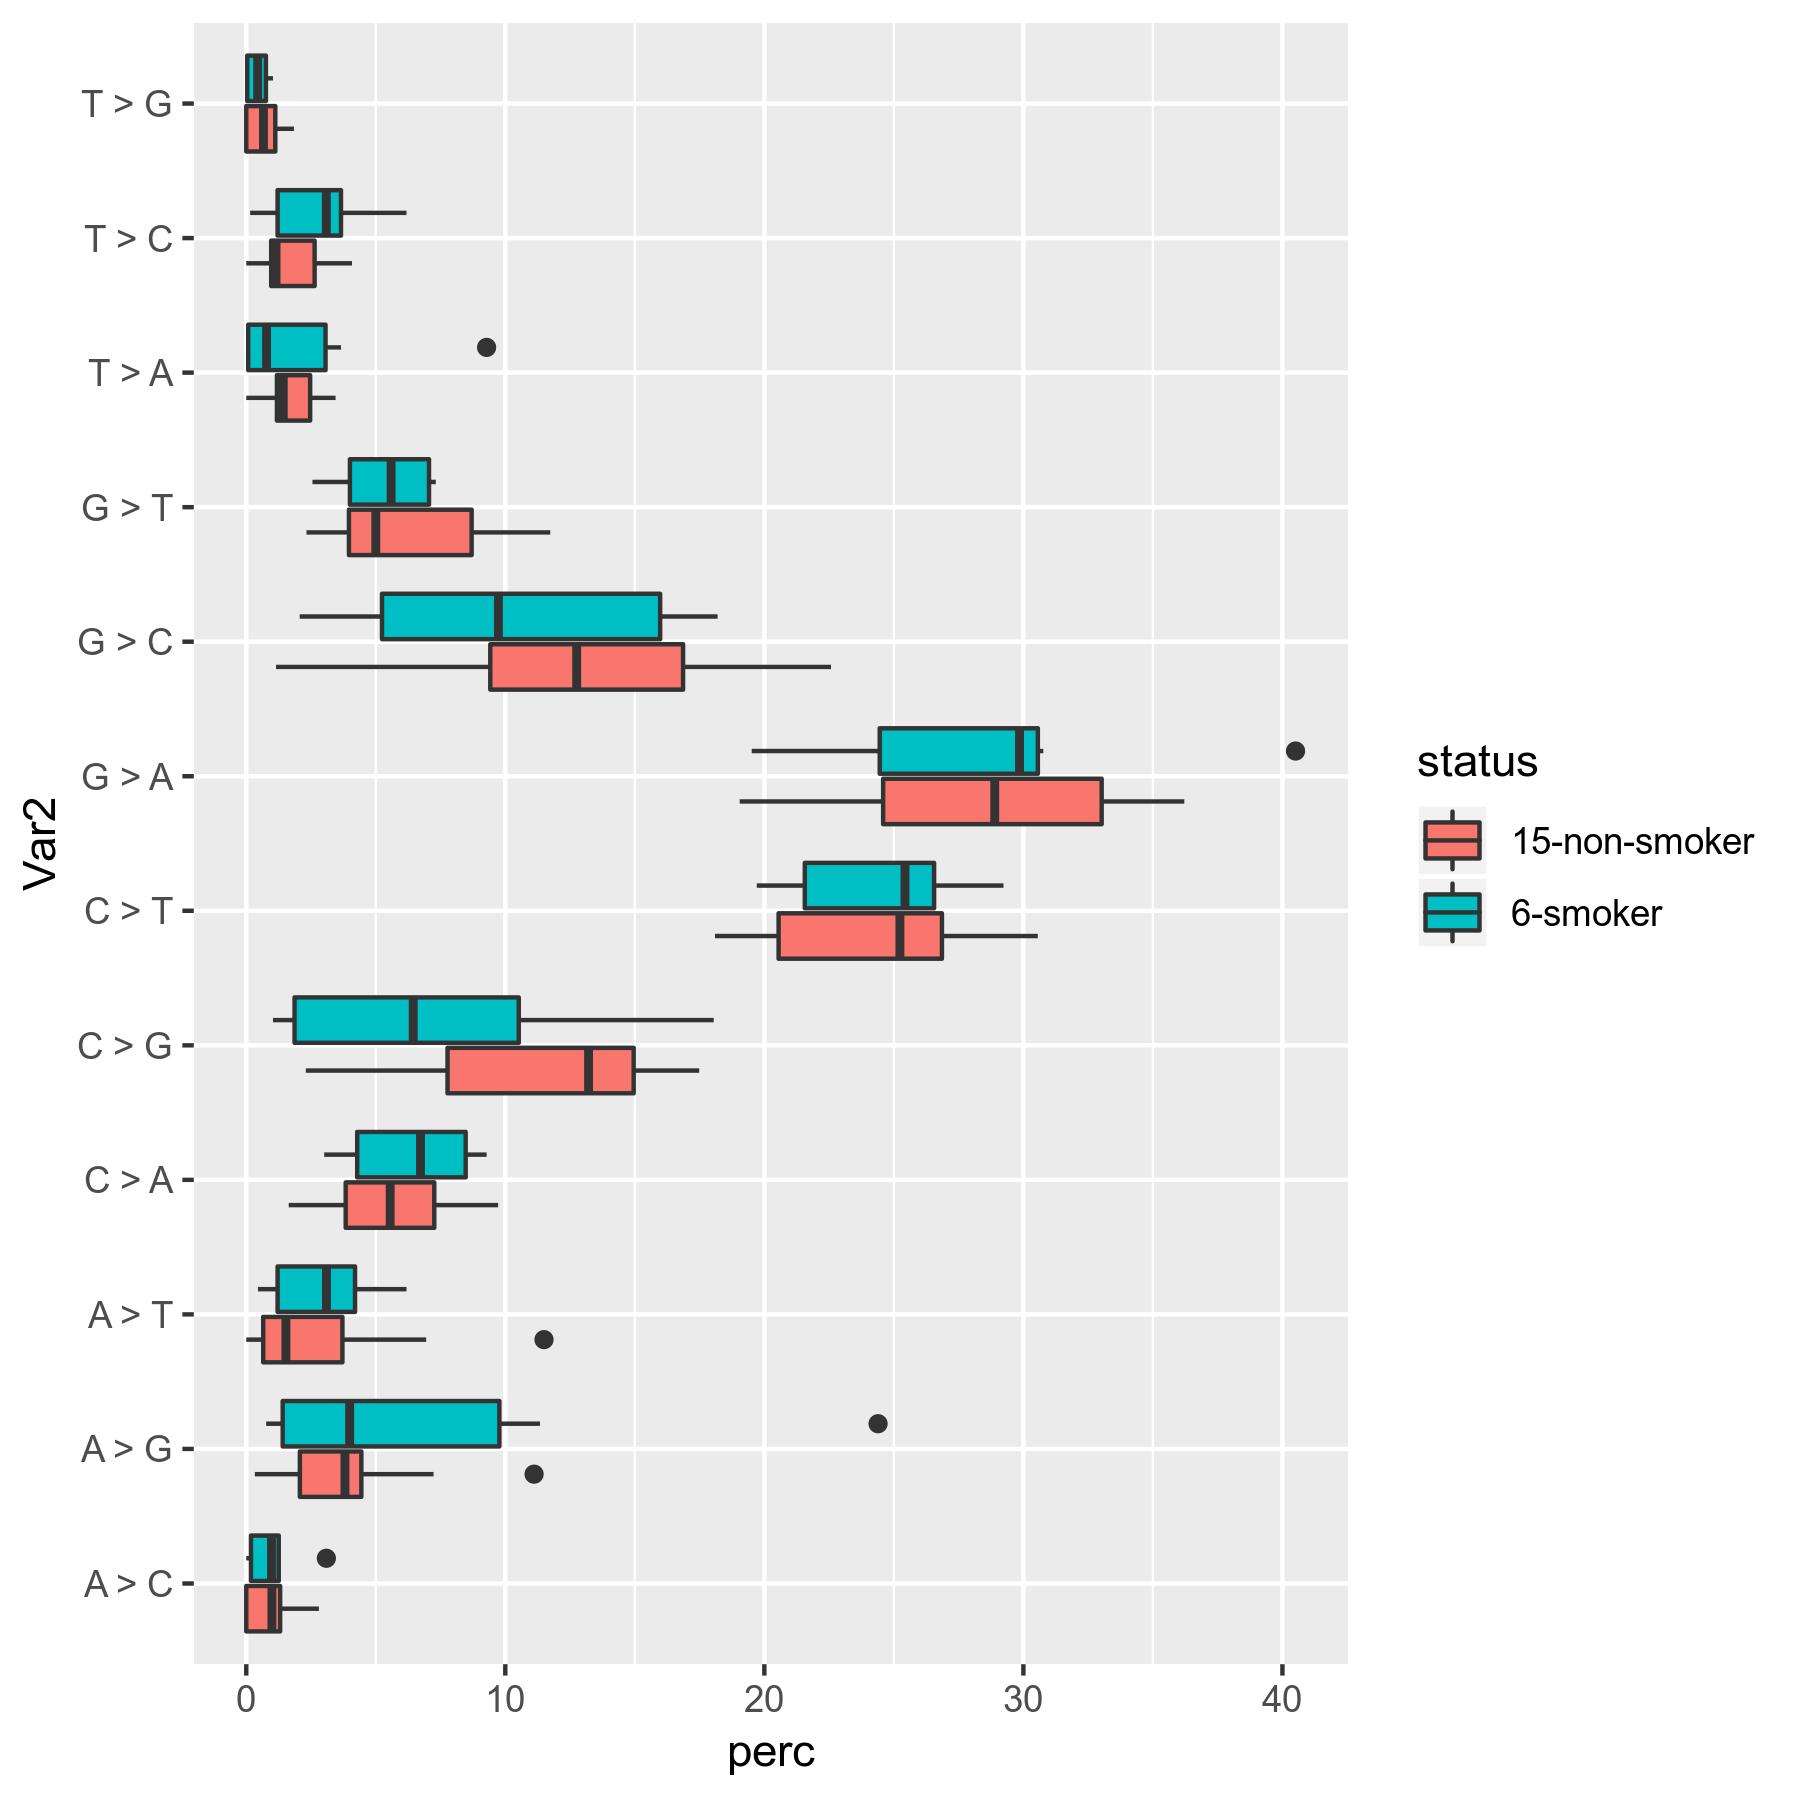 T > G
T > C
T > A
G > T
G > C
G > A
C > T
C > G
C > A
A > T
A > G
A > C
Var2
0 10 20 30 40
perc
status
15-non-smoker
6-smoker